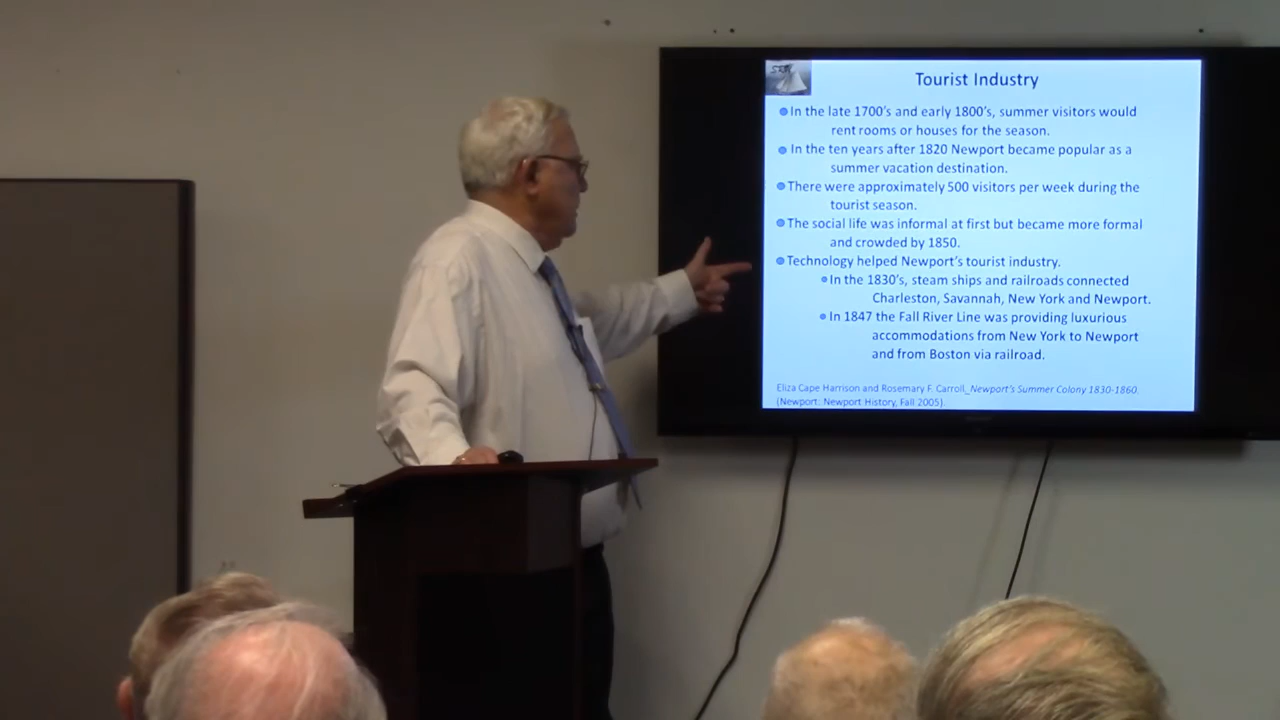 Tourist Industry
In the late 1700's and early 1800's, summer visitors would
rent rooms or houses for the season.
In the ten years after 1820 Newport became popular as a
summer vacation destination.
There were approximately 500 visitors per week during the
tourist season.
The social life was informal at first but became more formal
and crowded by 1850.
Technology helped Newport's tourist industry.
In the 1830's, steam ships and railroads connected
Charleston, Savannah, New York and Newport.
In 1847 the Fall River Line was providing luxurious
accommodations from New York to Newport
and from Boston via railroad.
Eliza Cape Harrison and Rosemary F. Carroll_Newport's Summer Colony 1830-1860.
(Newport: Newport History, Fall 2005).